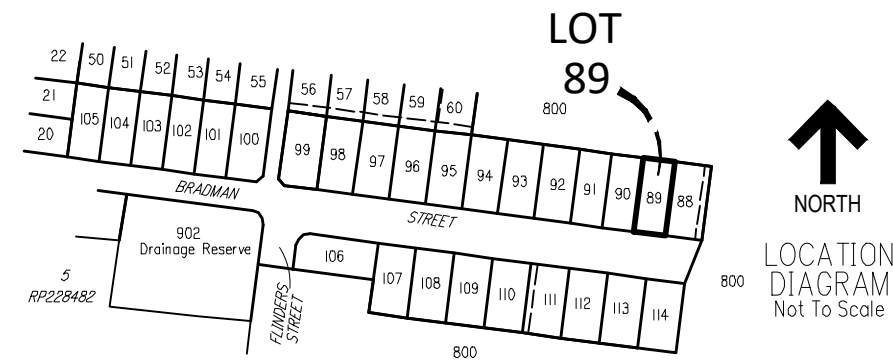 LOT
89
800
22 50 51 52 53 54 55 56 57 58 59 60
21
20
105 104 103 102 101 100 99 98 97 96 95 94 93 92 91 90 89 88
BRADMAN STREET
902
Drainage Reserve
106
5
RP228482
FLINDERS
STREET
107 108 109 110 111 112 113 114
800
800
NORTH
LOCATION
DIAGRAM
Not To Scale